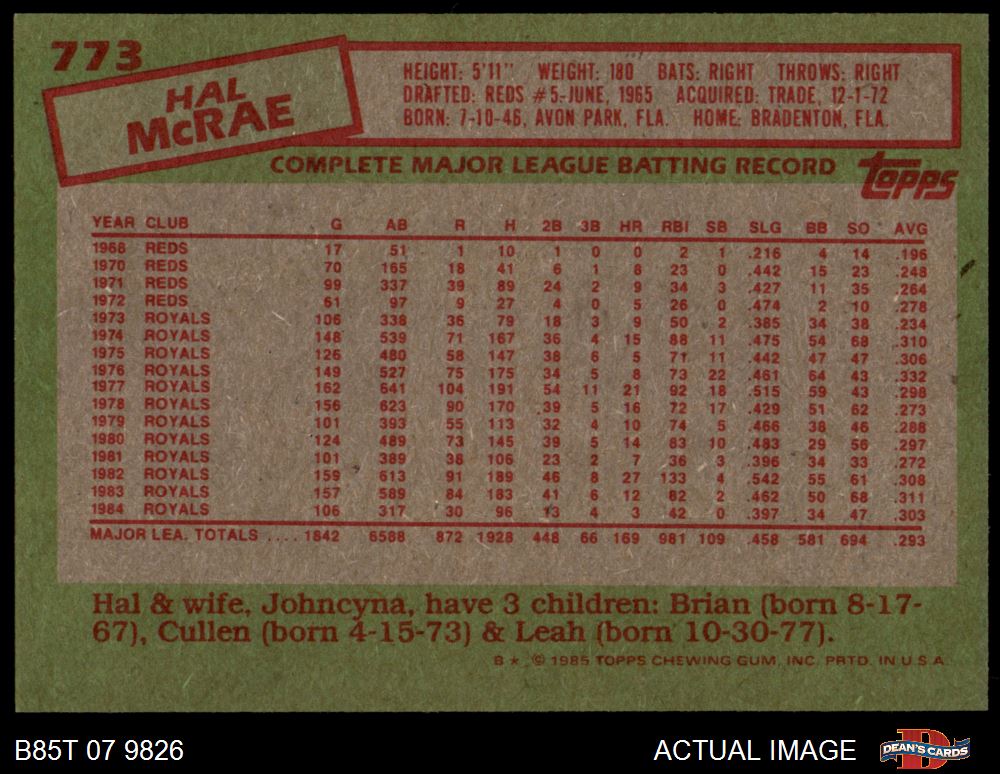 773
HAL
McRAE
HEIGHT: 5'11" WEIGHT: 180 BATS: RIGHT THROWS: RIGHT
DRAFTED: REDS #5-JUNE, 1965 ACQUIRED: TRADE, 12-1-72
BORN: 7-10-46, AVON PARK, FLA. HOME: BRADENTON, FLA.
COMPLETE MAJOR LEAGUE BATTING RECORD
TOPPS
YEAR CLUB G AB R H 2B 3B HR RBI SB SLG BB SO AVG
1968 REDS 17 51 1 10 1 0 0 2 1 .216 4 14 .196
1970 REDS 70 165 18 41 6 1 8 23 0 .442 15 23 .248
1971 REDS 99 337 39 89 24 2 9 34 3 .427 11 35 .264
1972 REDS 61 97 9 27 4 0 5 26 0 .474 2 10 .278
1973 ROYALS 106 338 36 79 18 3 9 50 2 .385 34 38 .234
1974 ROYALS 148 539 71 167 36 4 15 88 11 .475 54 68 .310
1975 ROYALS 126 480 58 147 38 6 5 71 11 .442 47 47 .306
1976 ROYALS 149 527 75 175 34 5 8 73 22 .461 64 43 .332
1977 ROYALS 162 641 104 191 54 11 21 92 18 .515 59 43 .298
1978 ROYALS 156 623 90 170 39 5 16 72 17 .429 51 62 .273
1979 ROYALS 101 393 55 113 32 4 10 74 5 .466 38 46 .288
1980 ROYALS 124 489 73 145 39 5 14 83 10 .483 29 56 .297
1981 ROYALS 101 389 38 106 23 2 7 36 3 .396 34 33 .272
1982 ROYALS 159 613 91 189 46 8 27 133 4 .542 55 61 .308
1983 ROYALS 157 589 84 183 41 6 12 82 2 .462 50 68 .311
1984 ROYALS 106 317 30 96 13 4 3 42 0 .397 34 47 .303
MAJOR LEA. TOTALS .... 1842 6588 872 1928 448 66 169 981 109 .458 581 694 .293
Hal & wife, Johncyna, have 3 children: Brian (born 8-17-
67), Cullen (born 4-15-73) & Leah (born 10-30-77).
B* © 1985 TOPPS CHEWING GUM, INC. PRTD. IN U.S.A.
B85T 07 9826
ACTUAL IMAGE
DEAN'S CARDS